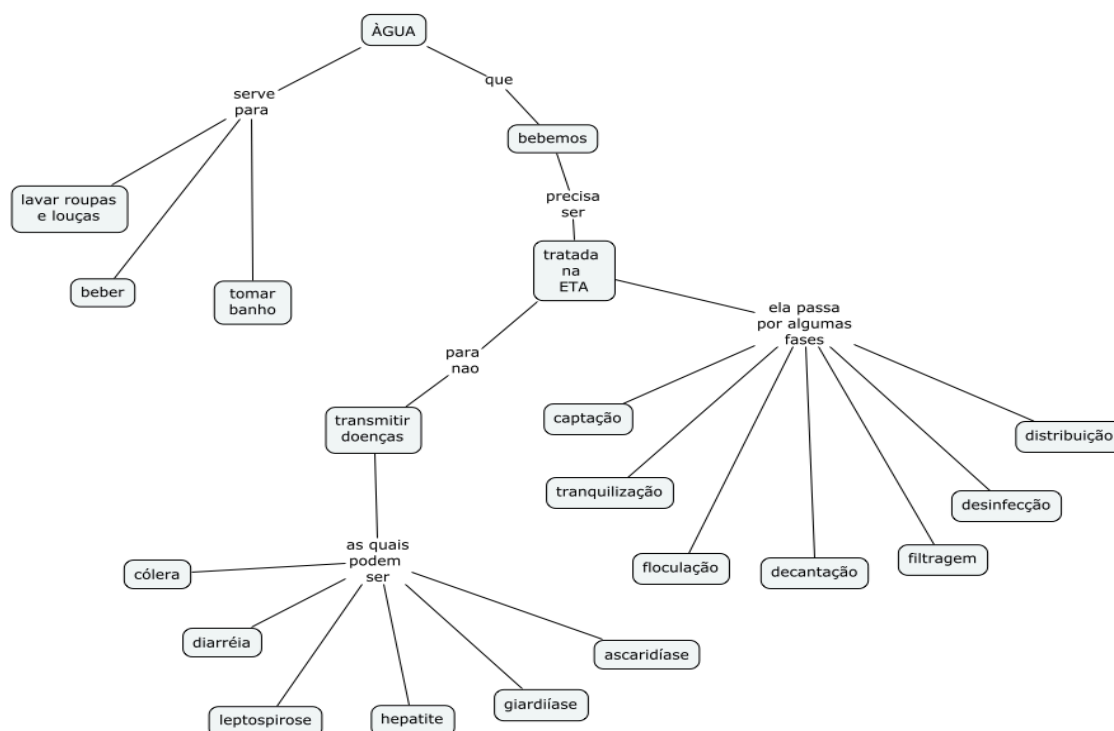 ÀGUA
serve
para
lavar roupas
e louças
beber
tomar
banho
que
bebemos
precisa
ser
tratada
na
ETA
para
nao
transmitir
doenças
as quais
podem
ser
cólera
diarréia
leptospirose
hepatite
giardiíase
ascaridíase
ela passa
por algumas
fases
captação
tranquilização
floculação
decantação
filtragem
desinfecção
distribuição